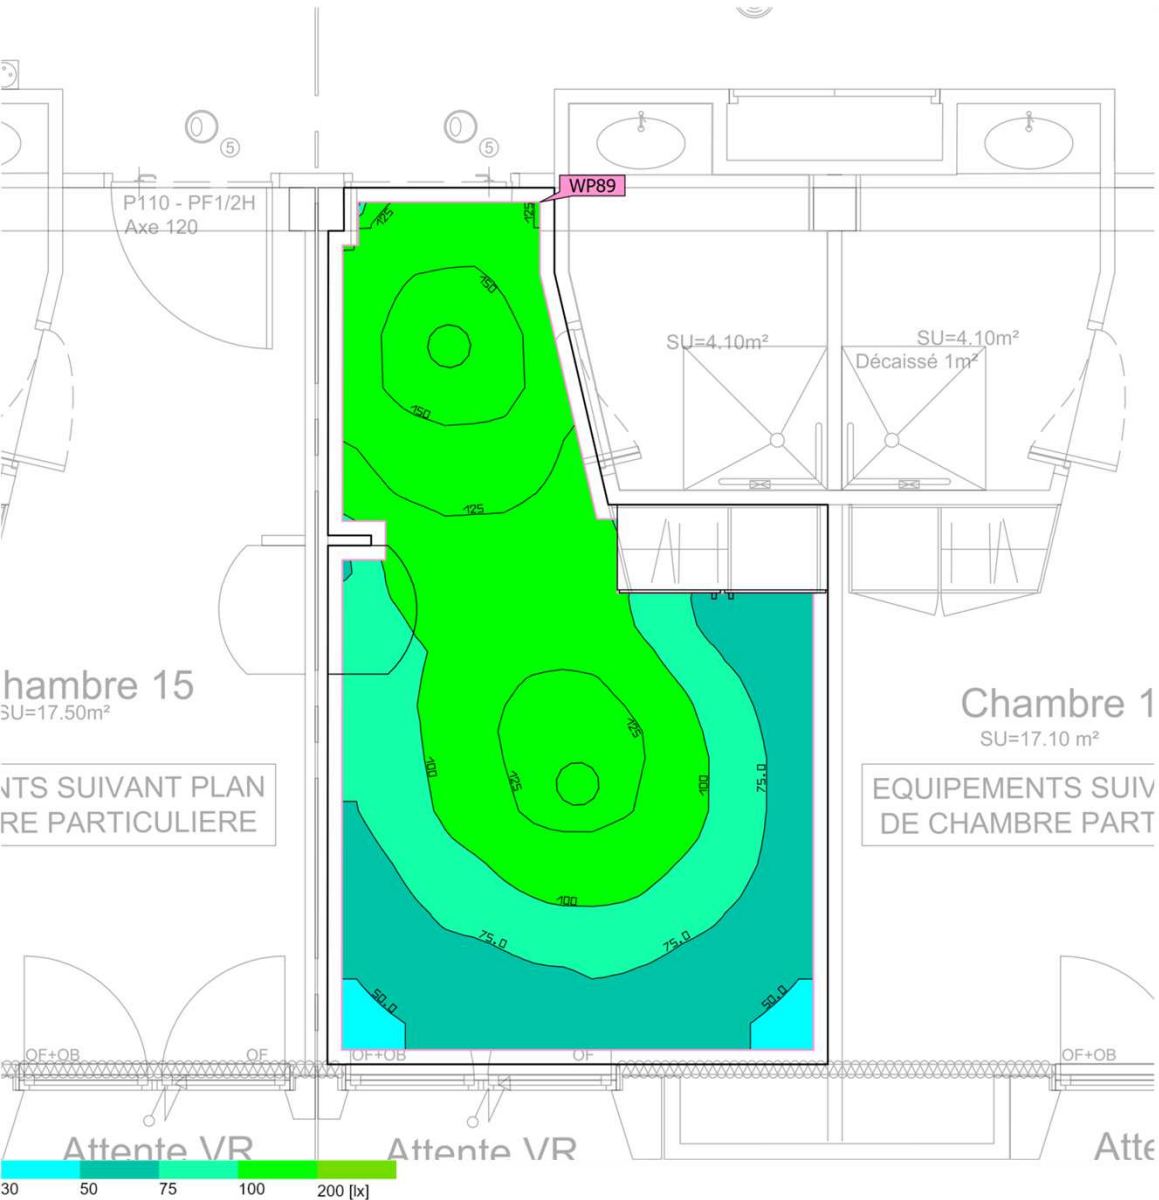 5
5
WP89
P110 - PF1/2H
Axe 120
125
125
150
SU=4.10m²
SU=4.10m²
Décaissé 1m²
150
125
hambre 15
SU=17.50m²
Chambre 1
SU=17.10 m²
125
100
125
100
75.0
NTS SUIVANT PLAN
RE PARTICULIERE
EQUIPEMENTS SUIV
DE CHAMBRE PART
100
75.0
75.0
50.0
50.0
OF+OB
OF
OF+OB
OF
OF+OB
Attente VR
Attente VR
Atte
30
50
75
100
200 [lx]